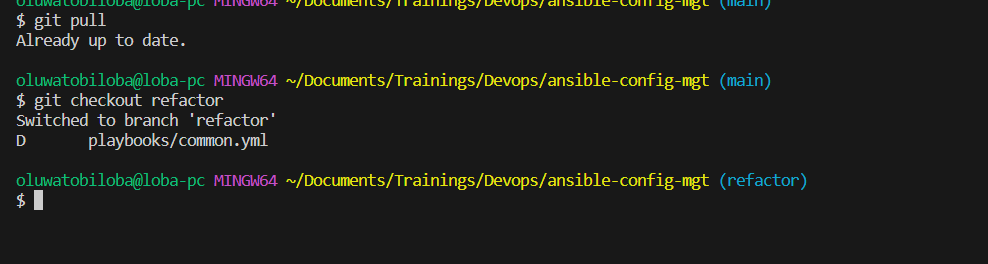 oluwatobiloba@loba-pc MINGW64 ~/Documents/Trainings/Devops/ansible-config-mgt (main)
$ git pull
Already up to date.
oluwatobiloba@loba-pc MINGW64 ~/Documents/Trainings/Devops/ansible-config-mgt (main)
$ git checkout refactor
Switched to branch 'refactor'
D       playbooks/common.yml
oluwatobiloba@loba-pc MINGW64 ~/Documents/Trainings/Devops/ansible-config-mgt (refactor)
$